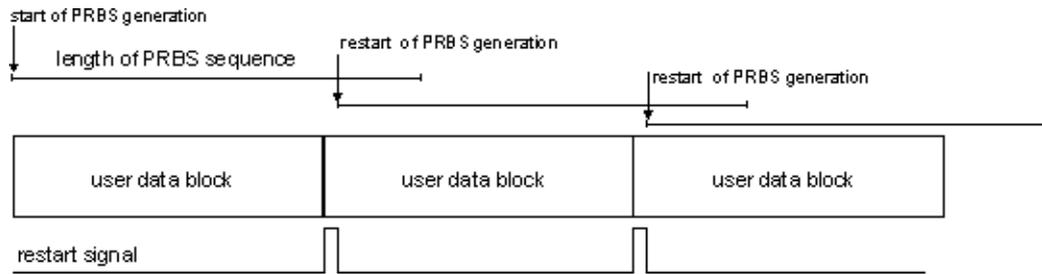 start of PRBS generation
restart of PRBS generation
length of PRBS sequence
restart of PRBS generation
user data block
user data block
user data block
restart signal